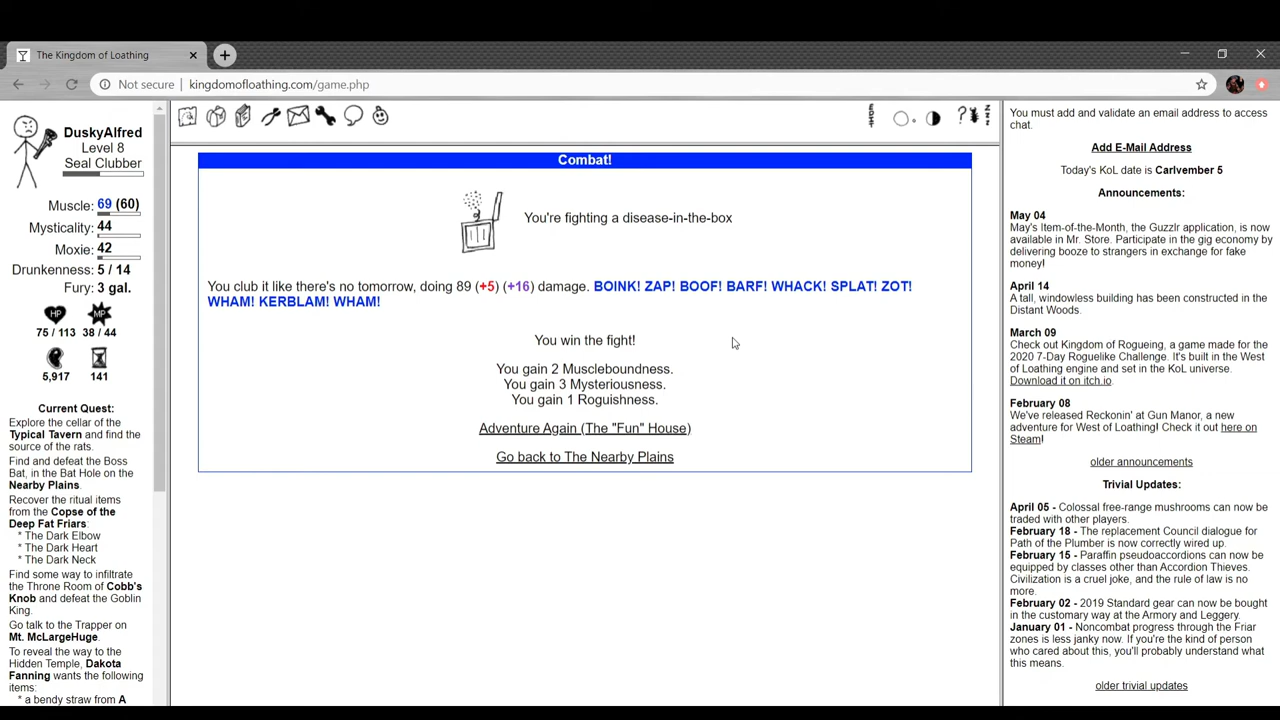 The Kingdom of Loathing
Not secure | kingdomofloathing.com/game.php
DuskyAlfred
Level 8
Seal Clubber
Muscle: 69 (60)
Mysticality: 44
Moxie: 42
Drunkenness: 5 / 14
Fury: 3 gal.
HP
MP
75 / 113
38 / 44
5,917
141
Current Quest:
Explore the cellar of the
Typical Tavern and find the
source of the rats.
Find and defeat the Boss
Bat, in the Bat Hole on the
Nearby Plains.
Recover the ritual items
from the Copse of the
Deep Fat Friars:
* The Dark Elbow
* The Dark Heart
* The Dark Neck
Find some way to infiltrate
the Throne Room of Cobb's
Knob and defeat the Goblin
King.
Go talk to the Trapper on
Mt. McLargeHuge.
To reveal the way to the
Hidden Temple, Dakota
Fanning wants the following
items:
* a bendy straw from A
EDIT
? Zzz
Combat!
You're fighting a disease-in-the-box
You club it like there's no tomorrow, doing 89 (+5) (+16) damage. BOINK! ZAP! BOOF! BARF! WHACK! SPLAT! ZOT!
WHAM! KERBLAM! WHAM!
You win the fight!
You gain 2 Muscleboundness.
You gain 3 Mysteriousness.
You gain 1 Roguishness.
Adventure Again (The "Fun" House)
Go back to The Nearby Plains
You must add and validate an email address to access
chat.
Add E-Mail Address
Today's KoL date is Carlvember 5
Announcements:
May 04
May's Item-of-the-Month, the Guzzlr application, is now
available in Mr. Store. Participate in the gig economy by
delivering booze to strangers in exchange for fake
money!
April 14
A tall, windowless building has been constructed in the
Distant Woods.
March 09
Check out Kingdom of Rogueing, a game made for the
2020 7-Day Roguelike Challenge. It's built in the West
of Loathing engine and set in the KoL universe.
Download it on itch.io.
February 08
We've released Reckonin' at Gun Manor, a new
adventure for West of Loathing! Check it out here on
Steam!
older announcements
Trivial Updates:
April 05 - Colossal free-range mushrooms can now be
traded with other players.
February 18 - The replacement Council dialogue for
Path of the Plumber is now correctly wired up.
February 15 - Paraffin pseudoaccordions can now be
equipped by classes other than Accordion Thieves.
Civilization is a cruel joke, and the rule of law is no
more.
February 02 - 2019 Standard gear can now be bought
in the customary way at the Armory and Leggery.
January 01 - Noncombat progress through the Friar
zones is less janky now. If you're the kind of person
who cared about this, you'll probably understand what
this means.
older trivial updates